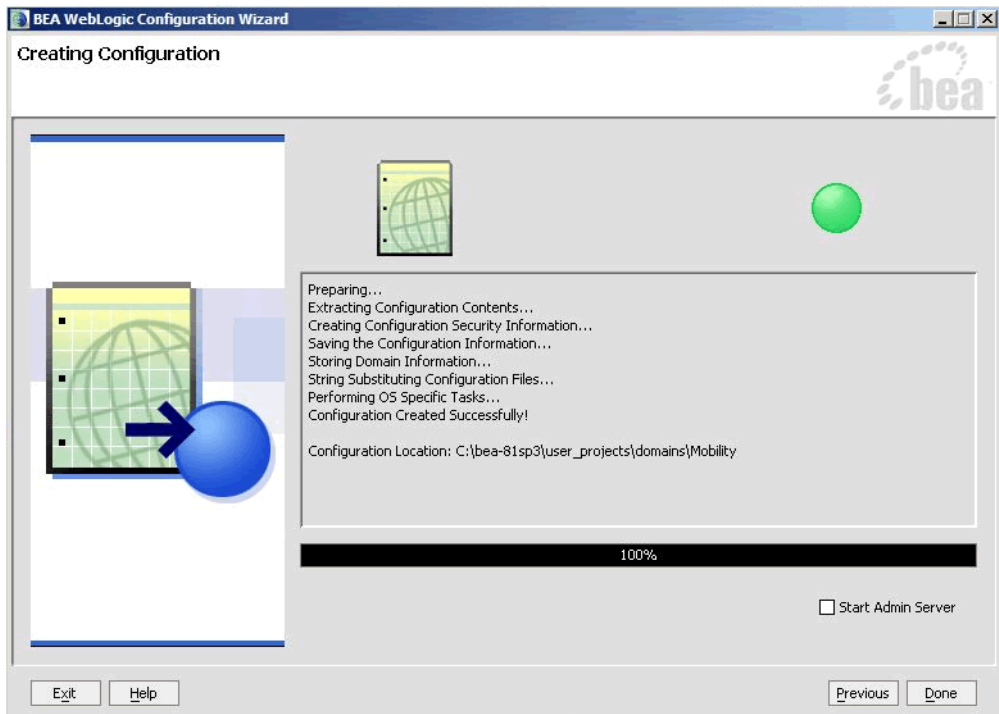 BEA WebLogic Configuration Wizard
Creating Configuration
bea
Preparing...
Extracting Configuration Contents...
Creating Configuration Security Information...
Saving the Configuration Information...
Storing Domain Information...
String Substituting Configuration Files...
Performing OS Specific Tasks...
Configuration Created Successfully!
Configuration Location: C:\bea-81sp3\user_projects\domains\Mobility
100%
Start Admin Server
Exit Help Previous Done